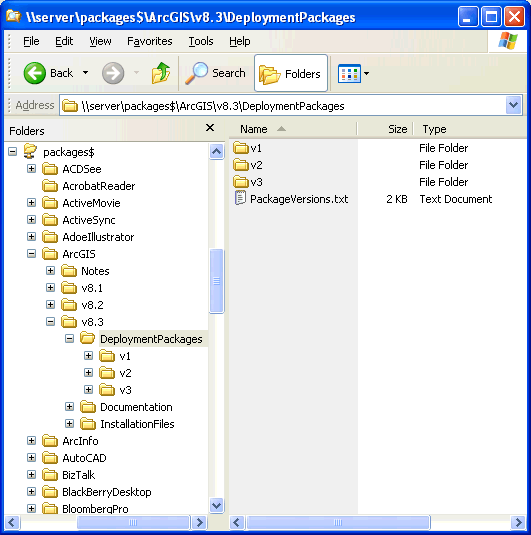 \\server\packages$\ArcGIS\v8.3\DeploymentPackages
File Edit View Favorites Tools Help
Back Search Folders
Address \\server\packages$\ArcGIS\v8.3\DeploymentPackages
Folders
packages$
ACDSee
AcrobatReader
ActiveMovie
ActiveSync
AdoeIllustrator
ArcGIS
Notes
v8.1
v8.2
v8.3
DeploymentPackages
v1
v2
v3
Documentation
InstallationFiles
ArcInfo
AutoCAD
BizTalk
BlackBerryDesktop
BloombergPro
Name Size Type
v1 File Folder
v2 File Folder
v3 File Folder
PackageVersions.txt 2 KB Text Document